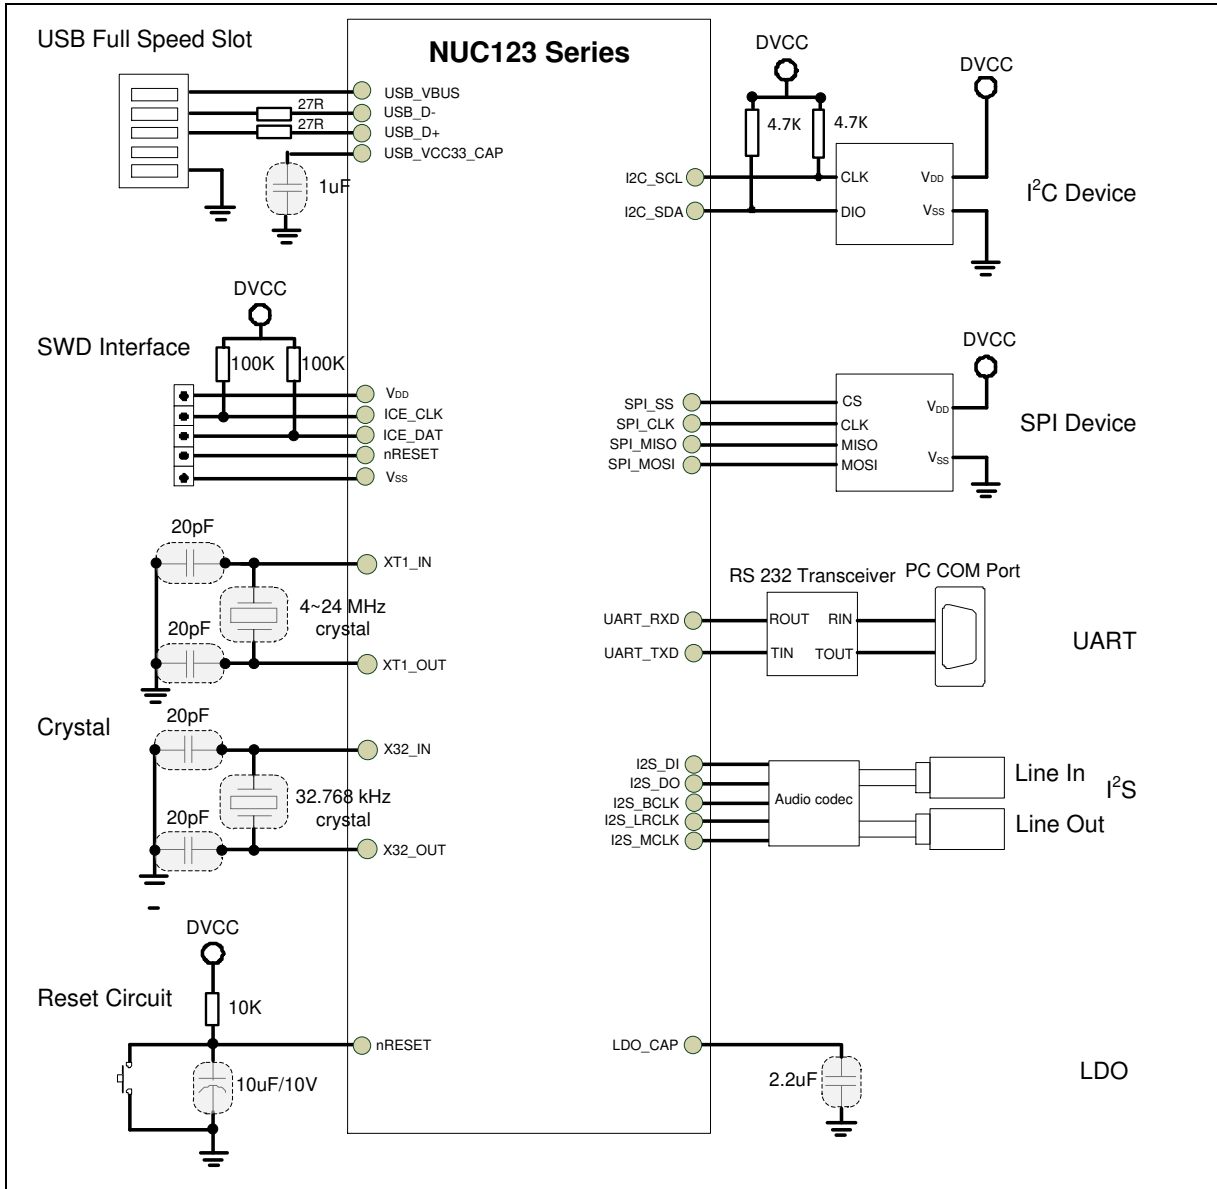 USB Full Speed Slot
NUC123 Series
27R
27R
USB_VBUS
USB_D-
USB_D+
USB_VCC33_CAP
1uF
DVCC
DVCC
4.7K
4.7K
I2C_SCL
I2C_SDA
CLK
DIO
VDD
VSS
I²C Device
DVCC
SWD Interface
100K
100K
VDD
ICE_CLK
ICE_DAT
nRESET
VSS
DVCC
SPI_SS
SPI_CLK
SPI_MISO
SPI_MOSI
CS
CLK
MISO
MOSI
VDD
VSS
SPI Device
20pF
XT1_IN
4~24 MHz
crystal
20pF
XT1_OUT
RS 232 Transceiver
PC COM Port
UART_RXD
UART_TXD
ROUT
RIN
TIN
TOUT
UART
Crystal
20pF
X32_IN
32.768 kHz
crystal
20pF
X32_OUT
I2S_DI
I2S_DO
I2S_BCLK
I2S_LRCLK
I2S_MCLK
Audio codec
Line In
Line Out
I²S
DVCC
Reset Circuit
10K
nRESET
10uF/10V
LDO_CAP
2.2uF
LDO